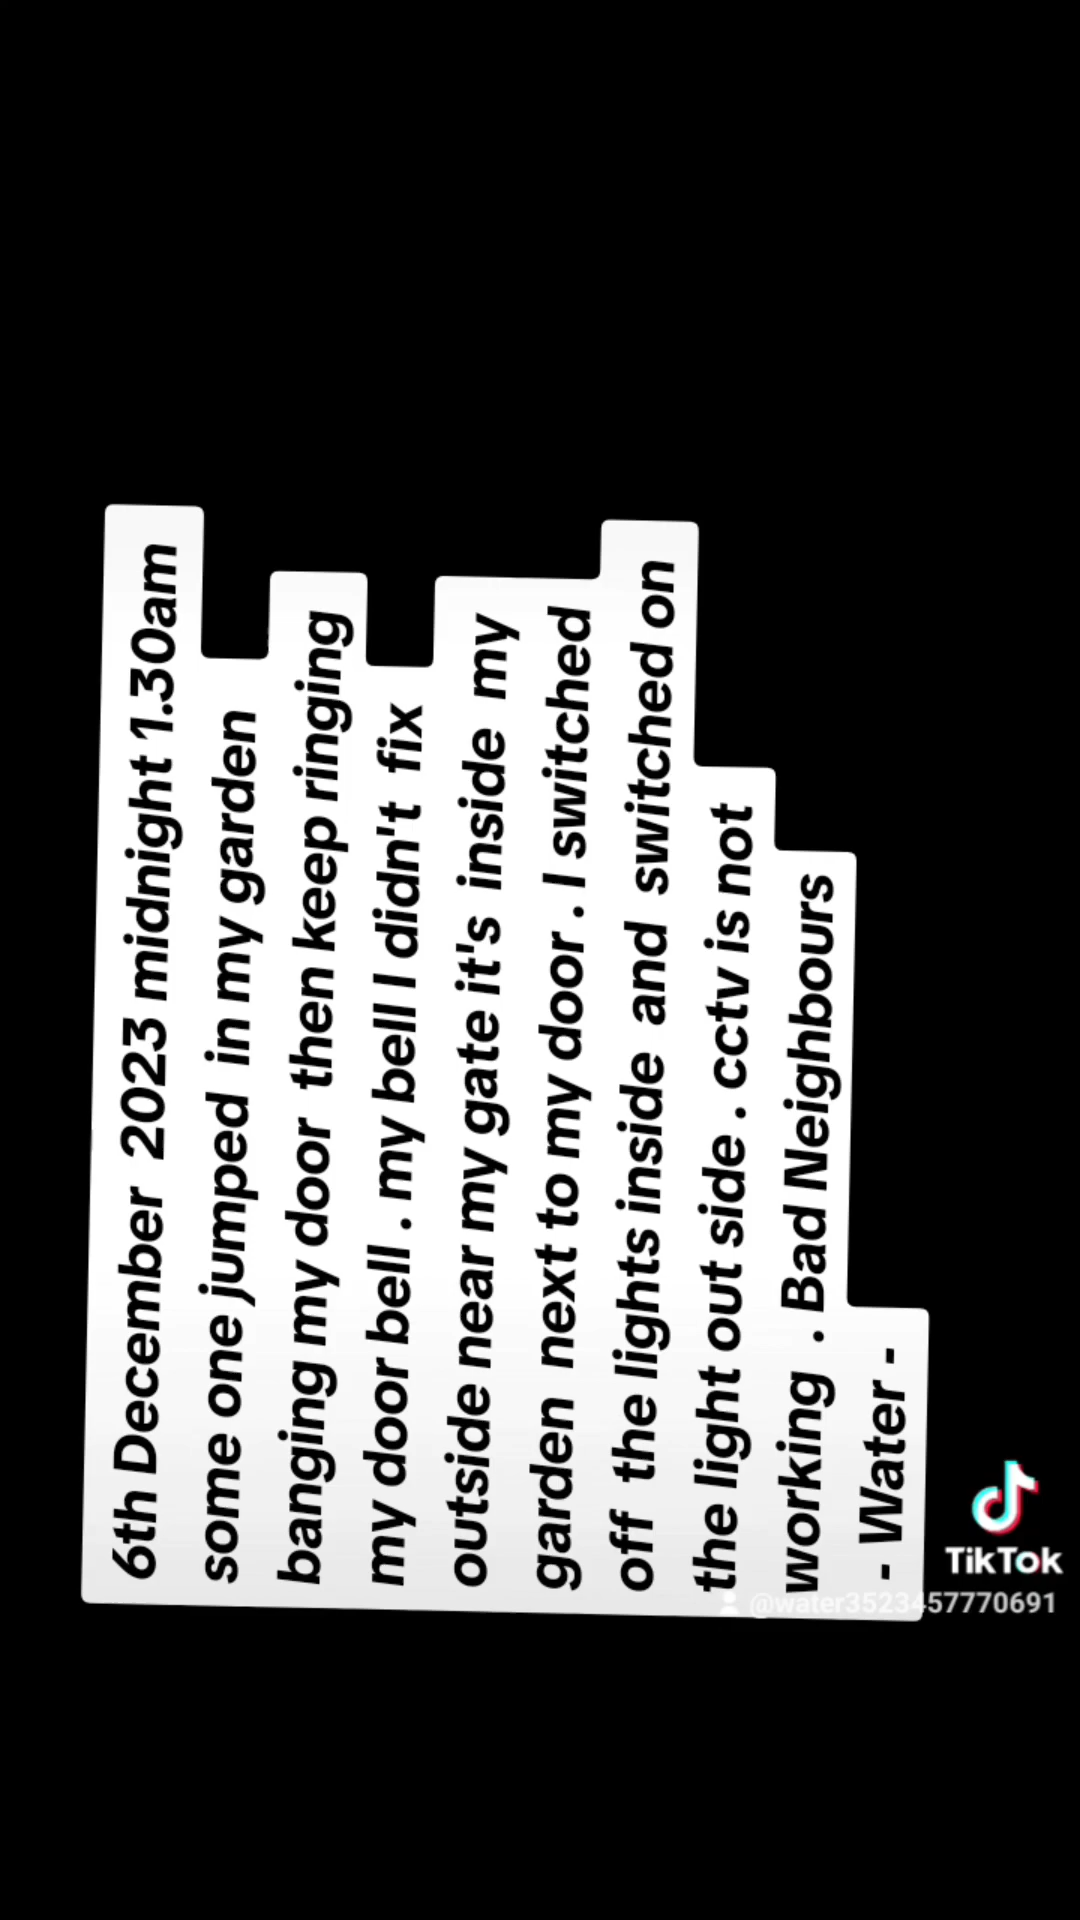 6th December 2023 midnight 1.30am
some one jumped in my garden
banging my door then keep ringing
my door bell . my bell I didn't fix
outside near my gate it's inside my
garden next to my door . I switched
off the lights inside and switched on
the light out side . cctv is not
working . Bad Neighbours
- Water -
TikTok
@water3523457770691